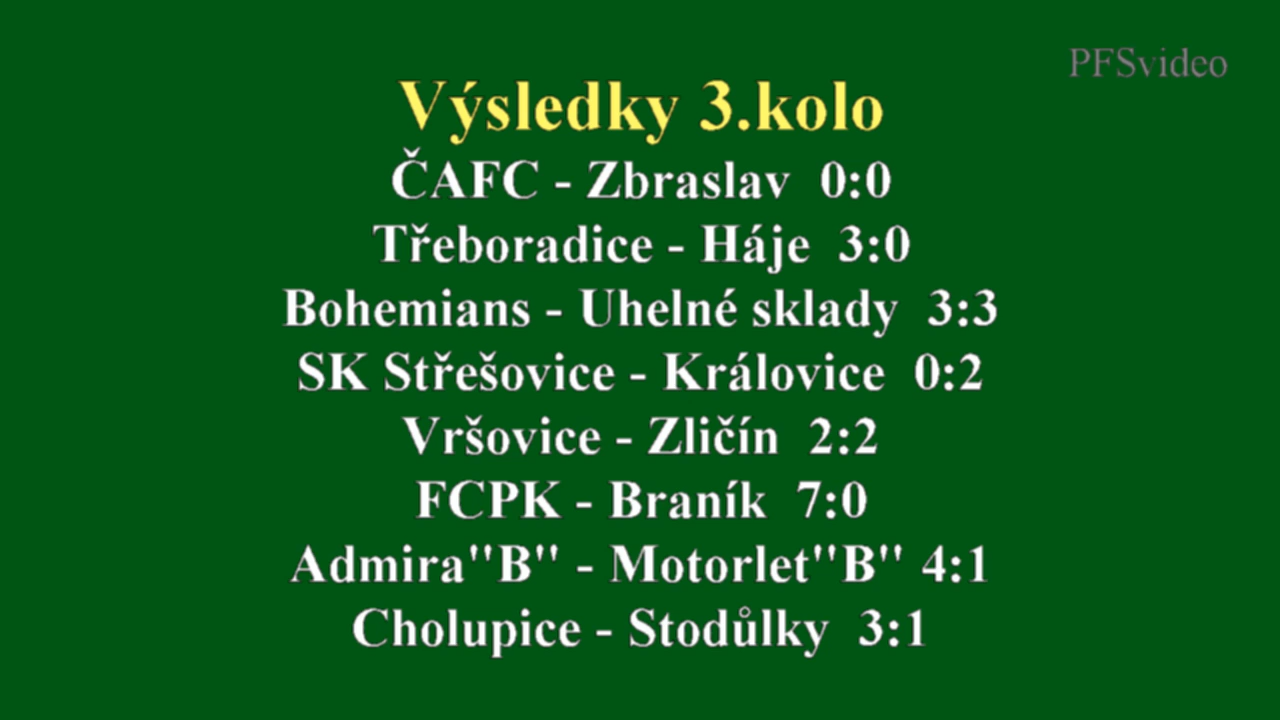 PFSvideo
Výsledky 3.kolo
ČAFC - Zbraslav 0:0
Třeboradice - Háje 3:0
Bohemians - Uhelné sklady 3:3
SK Střešovice - Královice 0:2
Vršovice - Zličín 2:2
FCPK - Braník 7:0
Admira"B" - Motorlet"B" 4:1
Cholupice - Stodůlky 3:1